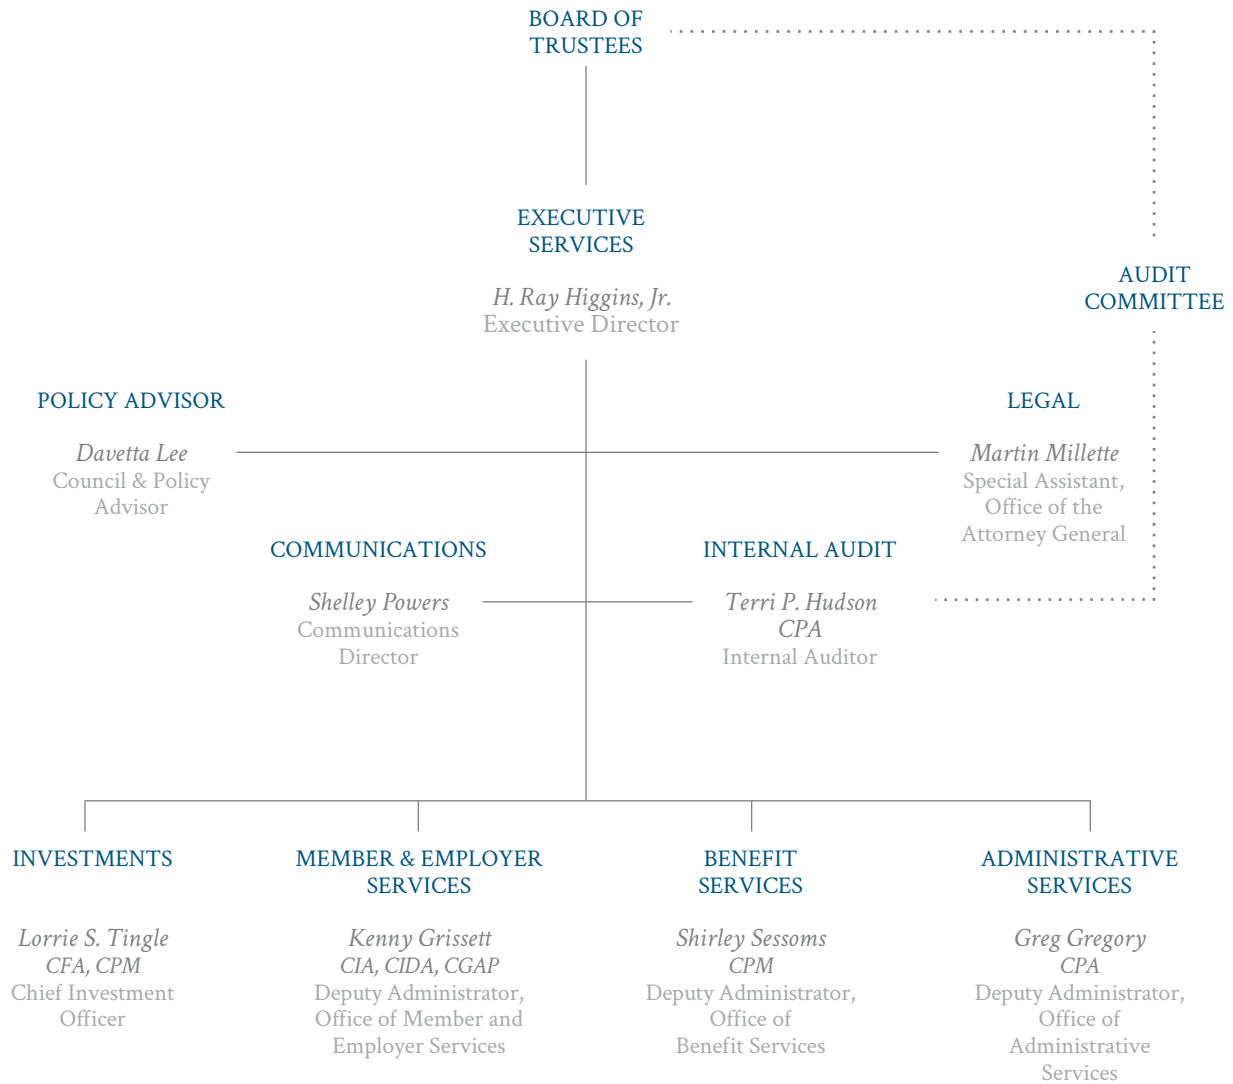 BOARD OF
TRUSTEES
EXECUTIVE
SERVICES
H. Ray Higgins, Jr.
Executive Director
AUDIT
COMMITTEE
POLICY ADVISOR
Davetta Lee
Council & Policy
Advisor
LEGAL
Martin Millette
Special Assistant,
Office of the
Attorney General
COMMUNICATIONS
Shelley Powers
Communications
Director
INTERNAL AUDIT
Terri P. Hudson
CPA
Internal Auditor
INVESTMENTS
Lorrie S. Tingle
CFA, CPM
Chief Investment
Officer
MEMBER & EMPLOYER
SERVICES
Kenny Grissett
CIA, CIDA, CGAP
Deputy Administrator,
Office of Member and
Employer Services
BENEFIT
SERVICES
Shirley Sessoms
CPM
Deputy Administrator,
Office of
Benefit Services
ADMINISTRATIVE
SERVICES
Greg Gregory
CPA
Deputy Administrator,
Office of
Administrative
Services